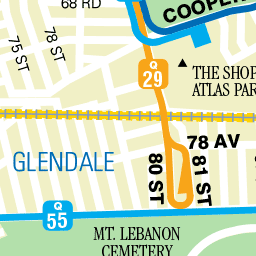 68 RD
COOPER
75 ST
78 ST
Q
29
THE SHOP
ATLAS PAR
78 AV
GLENDALE
80 ST
81 ST
Q
55
MT. LEBANON
CEMETERY